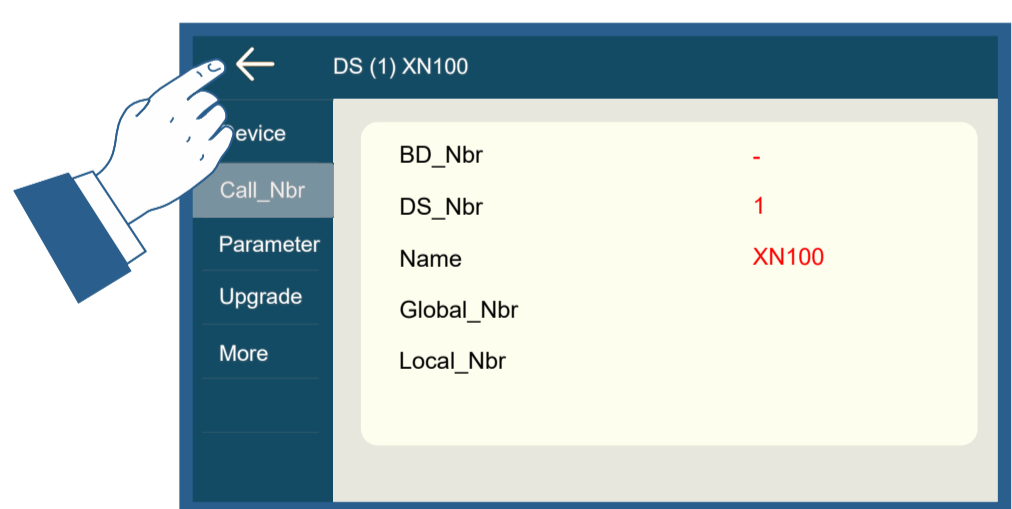 DS (1) XN100
evice
Call_Nbr
Parameter
Upgrade
More
BD_Nbr -
DS_Nbr 1
Name XN100
Global_Nbr
Local_Nbr